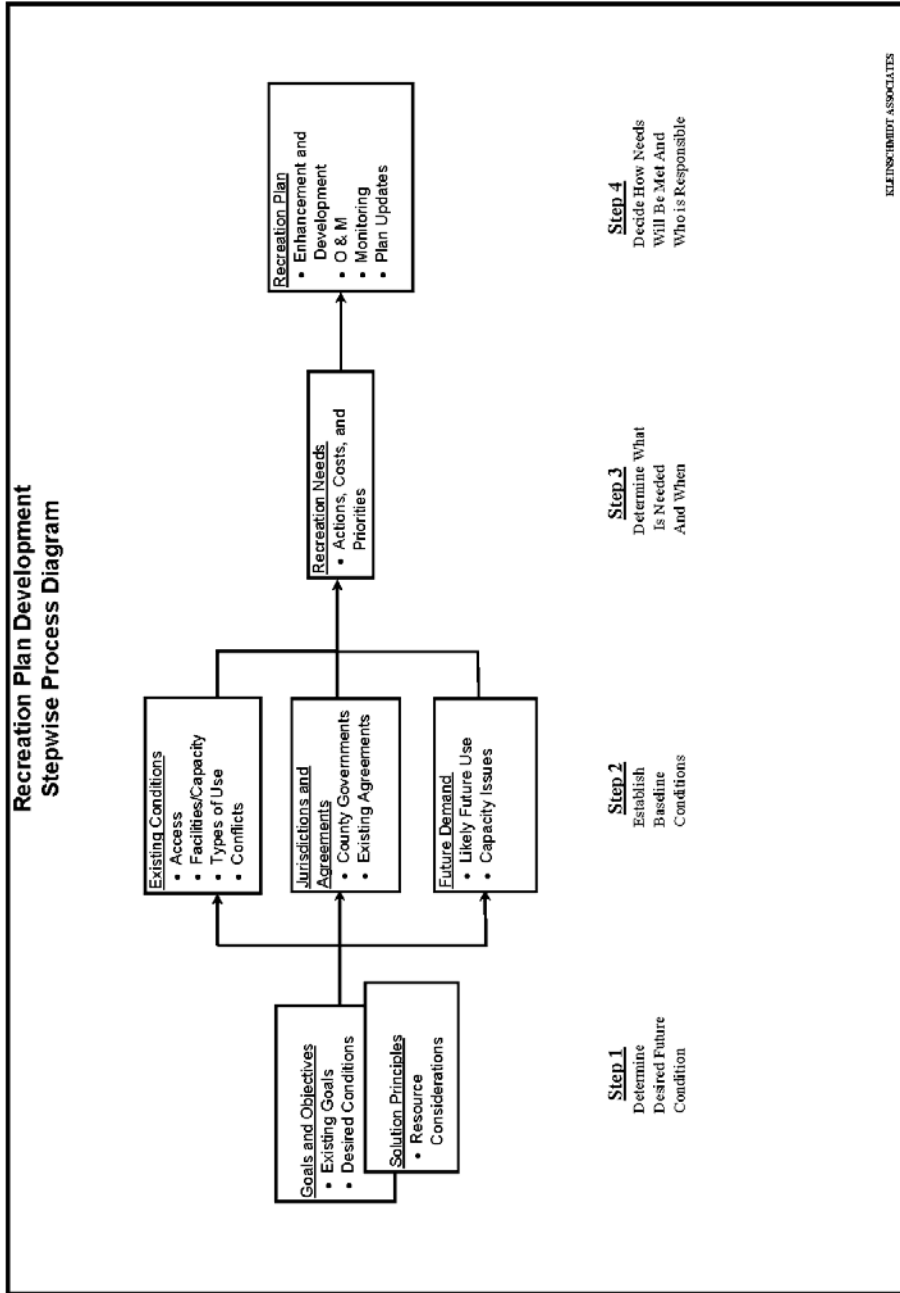 Recreation Plan Development
Stepwise Process Diagram
Goals and Objectives
• Existing Goals
• Desired Conditions
Solution Principles
• Resource
Considerations
Existing Conditions
• Access
• Facilities/Capacity
• Types of Use
• Conflicts
Jurisdictions and
Agreements
• County Governments
• Existing Agreements
Future Demand
• Likely Future Use
• Capacity Issues
Recreation Needs
• Actions, Costs, and
Priorities
Recreation Plan
• Enhancement and
Development
• O & M
• Monitoring
• Plan Updates
Step 1
Determine
Desired Future
Condition
Step 2
Establish
Baseline
Conditions
Step 3
Determine What
Is Needed
And When
Step 4
Decide How Needs
Will Be Met And
Who is Responsible
KLEINSCHMIDT ASSOCIATES